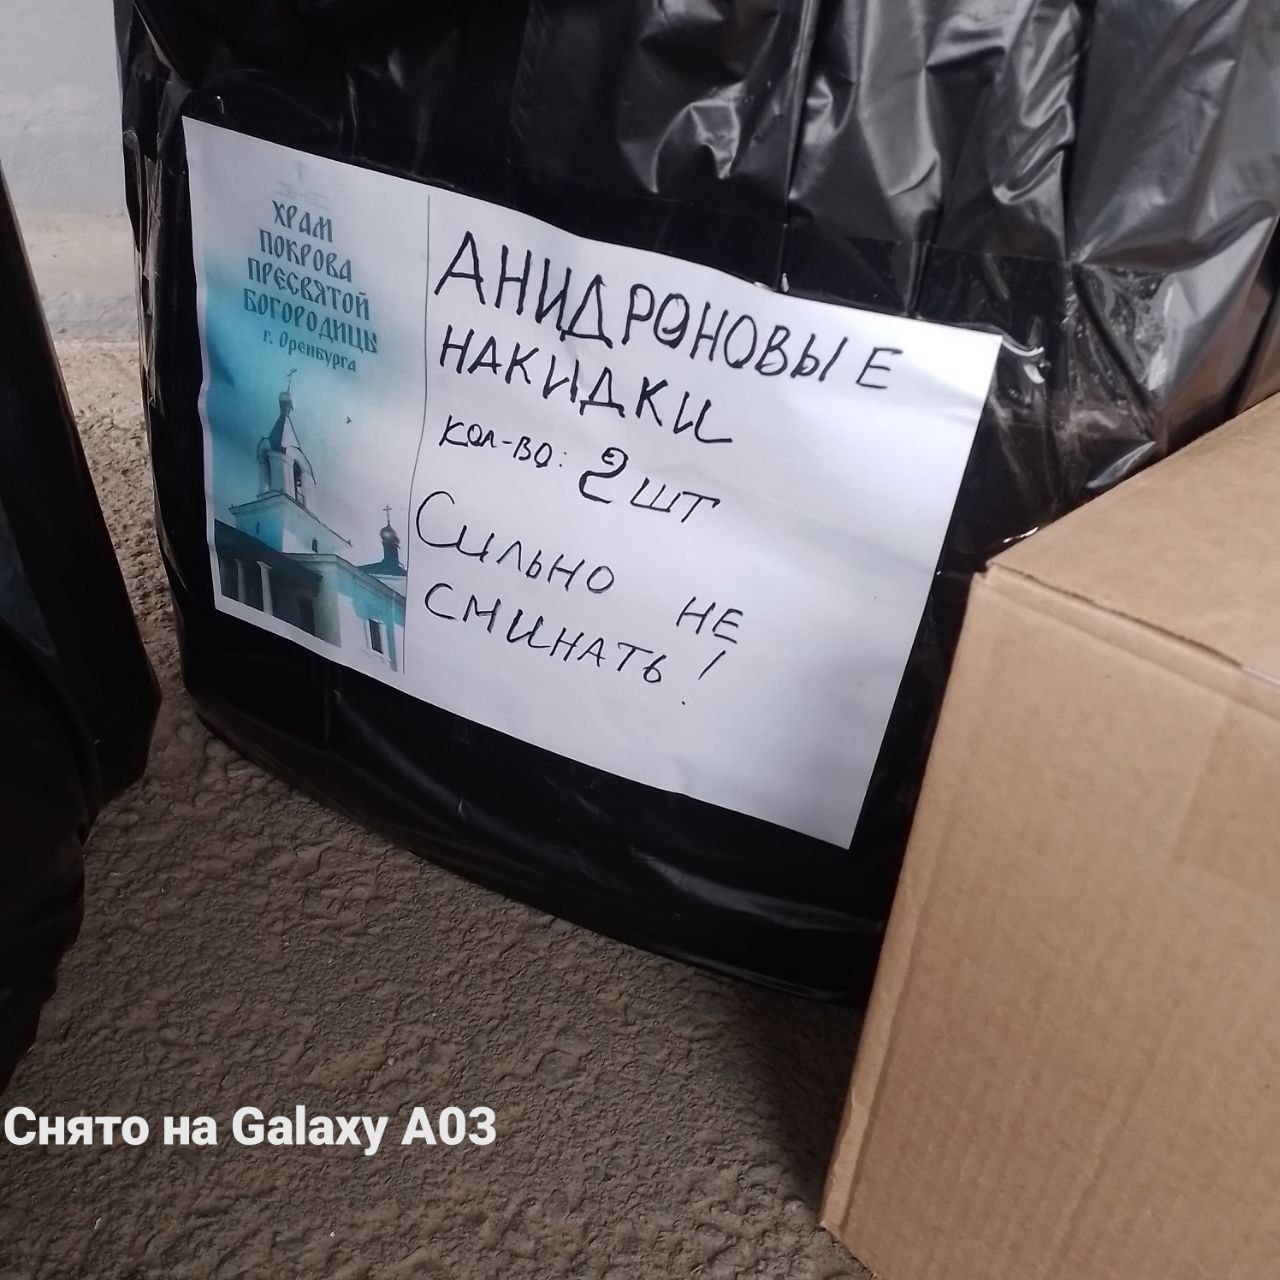 ХРАМ
ПОКРОВА
ПРЕСВЯТОЙ
БОГОРОДИЦЫ
г. Оренбурга
АНИДРОНОВЫЕ
НАКИДКИ
КОЛ-ВО: 2 ШТ
СИЛЬНО НЕ
СМИНАТЬ!
Снято на Galaxy A03